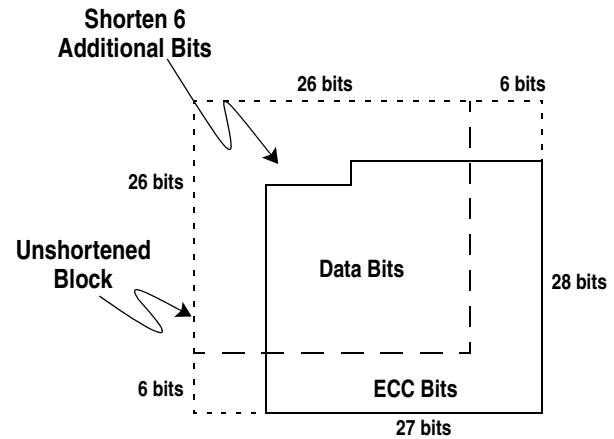 Shorten 6
Additional Bits
26 bits
6 bits
26 bits
Unshortened
Block
Data Bits
28 bits
6 bits
ECC Bits
27 bits